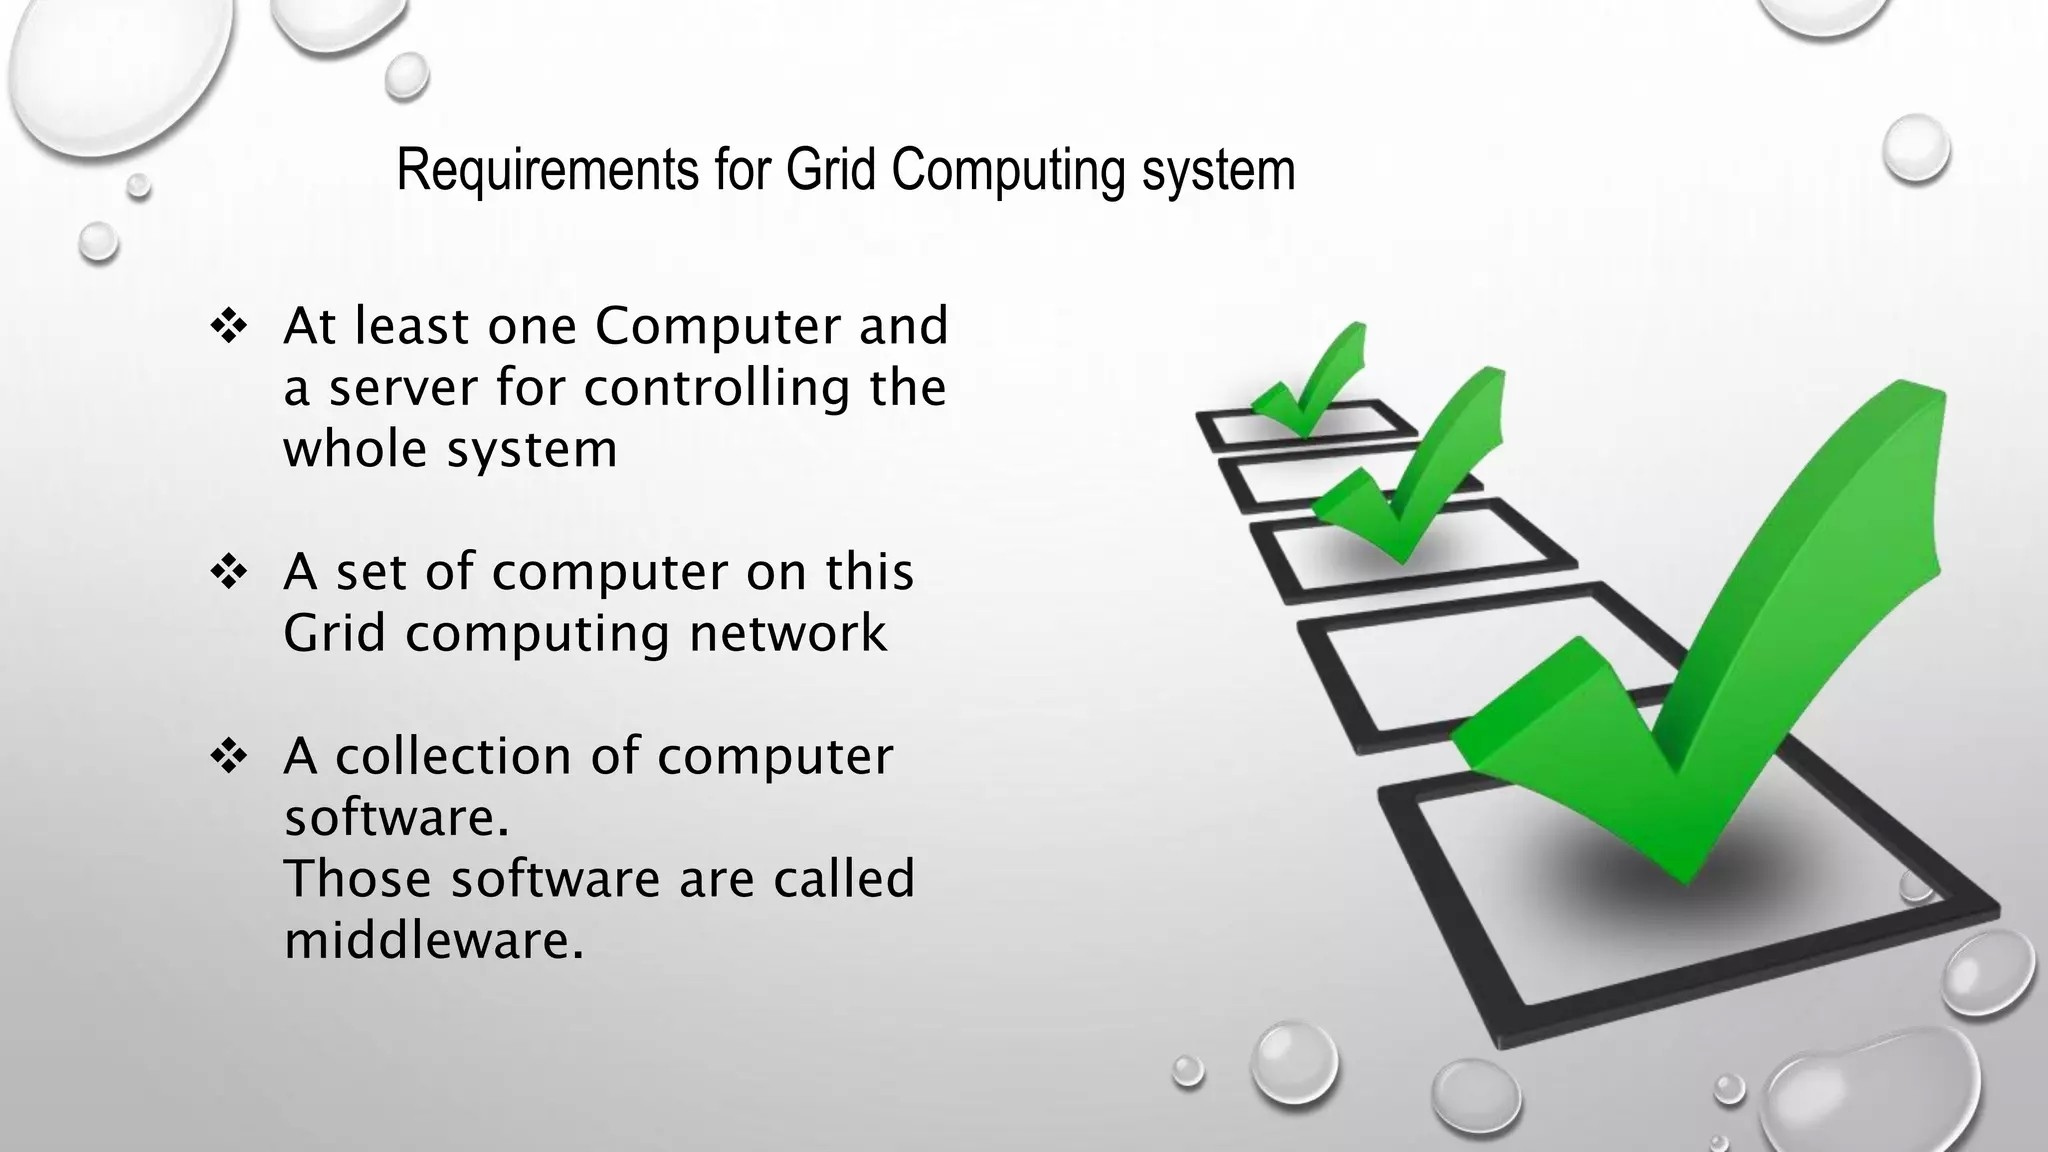 Requirements for Grid Computing system
❖ At least one Computer and
a server for controlling the
whole system
❖ A set of computer on this
Grid computing network
❖ A collection of computer
software.
Those software are called
middleware.